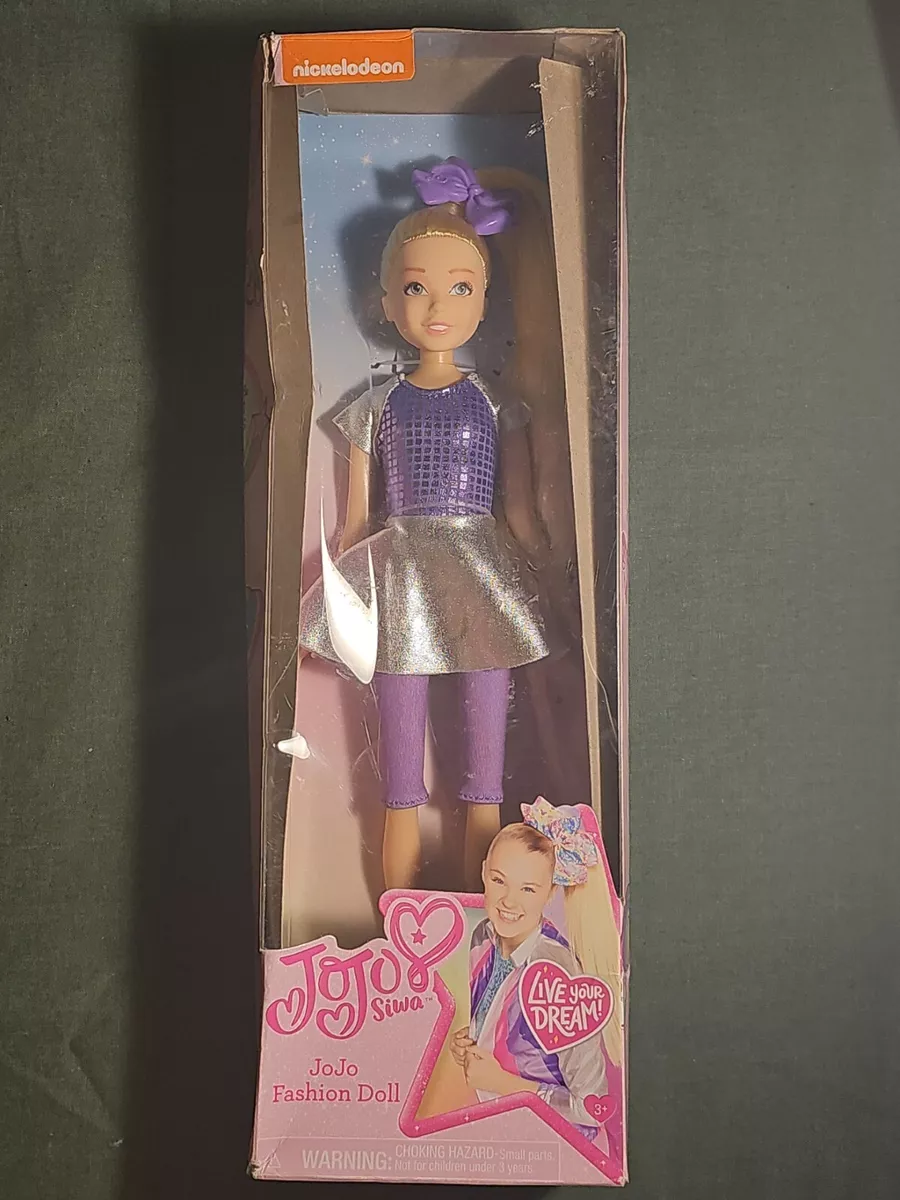 nickelodeon
JoJo
Siwa™
LIVE YOUR
DREAM!
JoJo
Fashion Doll
3+
WARNING: CHOKING HAZARD-Small parts.
Not for children under 3 years.